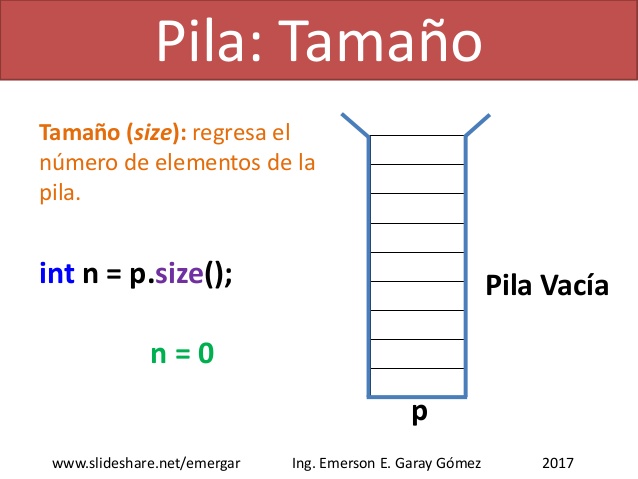 Pila: Tamaño
Tamaño (size): regresa el
número de elementos de la
pila.
int n = p.size();
n = 0
Pila Vacía
p
www.slideshare.net/emergar Ing. Emerson E. Garay Gómez 2017